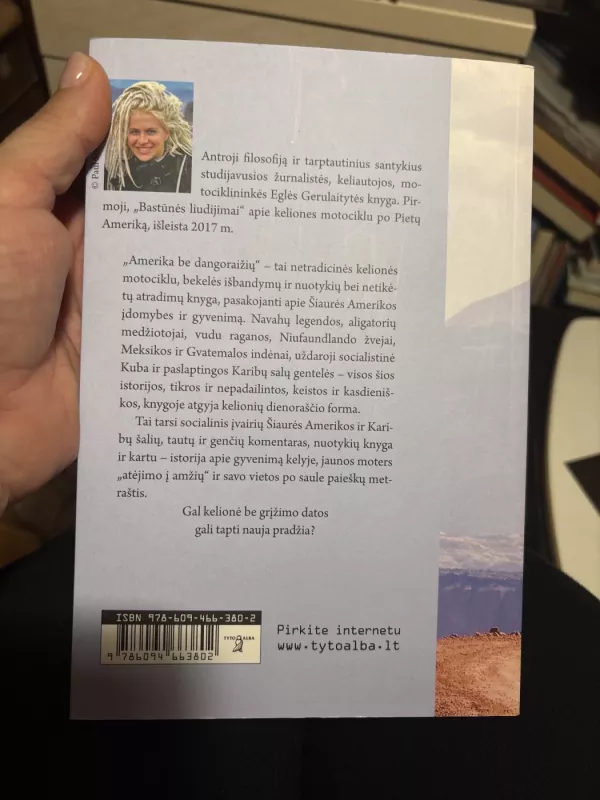 © Pau
Antroji filosofiją ir tarptautinius santykius
studijavusios žurnalistės, keliautojos, mo-
tociklininkės Eglės Gerulaitytės knyga. Pir-
moji, „Bastūnės liudijimai“ apie keliones motociklu po Pietų
Ameriką, išleista 2017 m.
„Amerika be dangoraižių“ – tai netradicinės kelionės
motociklu, bekelės išbandymų ir nuotykių bei netikė-
tų atradimų knyga, pasakojanti apie Šiaurės Amerikos
įdomybes ir gyvenimą. Navahų legendos, aligatorių
medžiotojai, vudu raganos, Niufaundlando žvejai,
Meksikos ir Gvatemalos indėnai, uždaroji socialistinė
Kuba ir paslaptingos Karibų salų gentelės – visos šios
istorijos, tikros ir nepadailintos, keistos ir kasdieniš-
kos, knygoje atgyja kelionių dienoraščio forma.
Tai tarsi socialinis įvairių Šiaurės Amerikos ir Kari-
bų šalių, tautų ir genčių komentaras, nuotykių knyga
ir kartu – istorija apie gyvenimą kelyje, jaunos moters
„atėjimo į amžių“ ir savo vietos po saule paieškų met-
raštis.
Gal kelionė be grįžimo datos
gali tapti nauja pradžia?
ISBN 978-609-466-380-2
TYTO ALBA
9 786094 663802
Pirkite internetu
www.tytoalba.lt